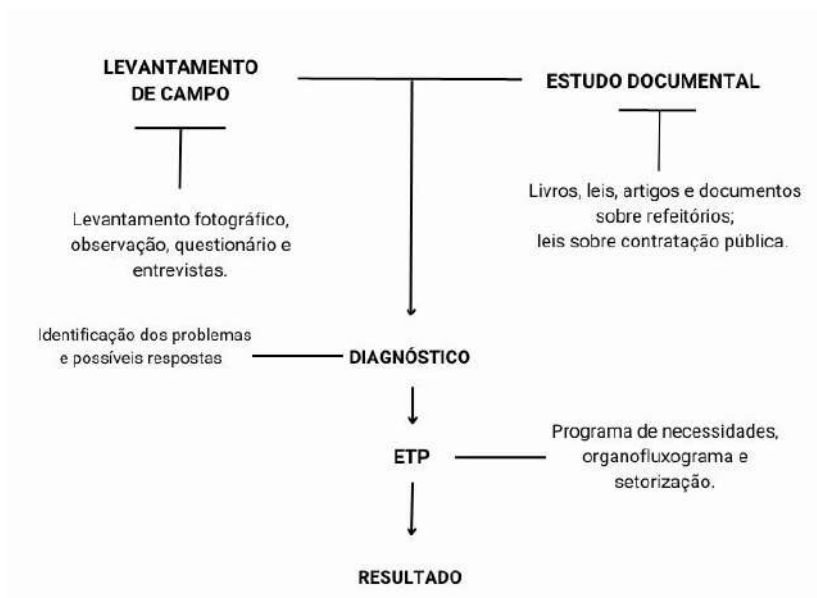 LEVANTAMENTO
DE CAMPO
ESTUDO DOCUMENTAL
Levantamento fotográfico,
observação, questionário e
entrevistas.
Livros, leis, artigos e documentos
sobre refeitórios;
leis sobre contratação pública.
Identificação dos problemas
e possíveis respostas
DIAGNÓSTICO
ETP
Programa de necessidades,
organofluxograma e
setorização.
RESULTADO